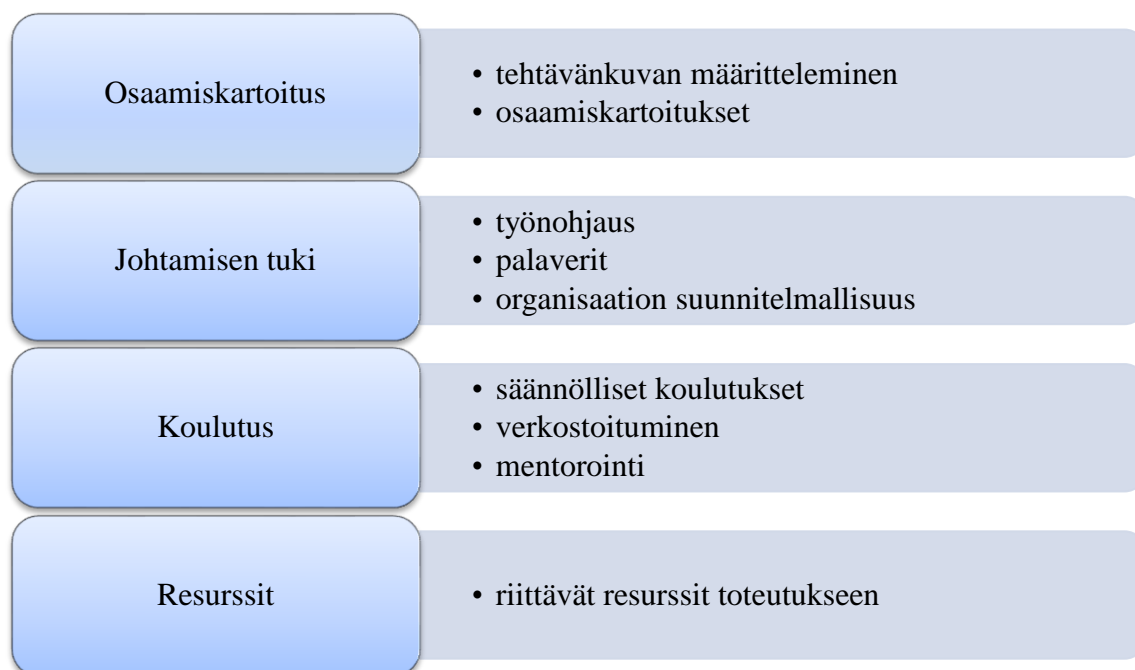 Osaamiskartoitus
• tehtävänkuvan määritteleminen
• osaamiskartoitukset
Johtamisen tuki
• työnohjaus
• palaverit
• organisaation suunnitelmallisuus
Koulutus
• säännölliset koulutukset
• verkostoituminen
• mentorointi
Resurssit
• riittävät resurssit toteutukseen